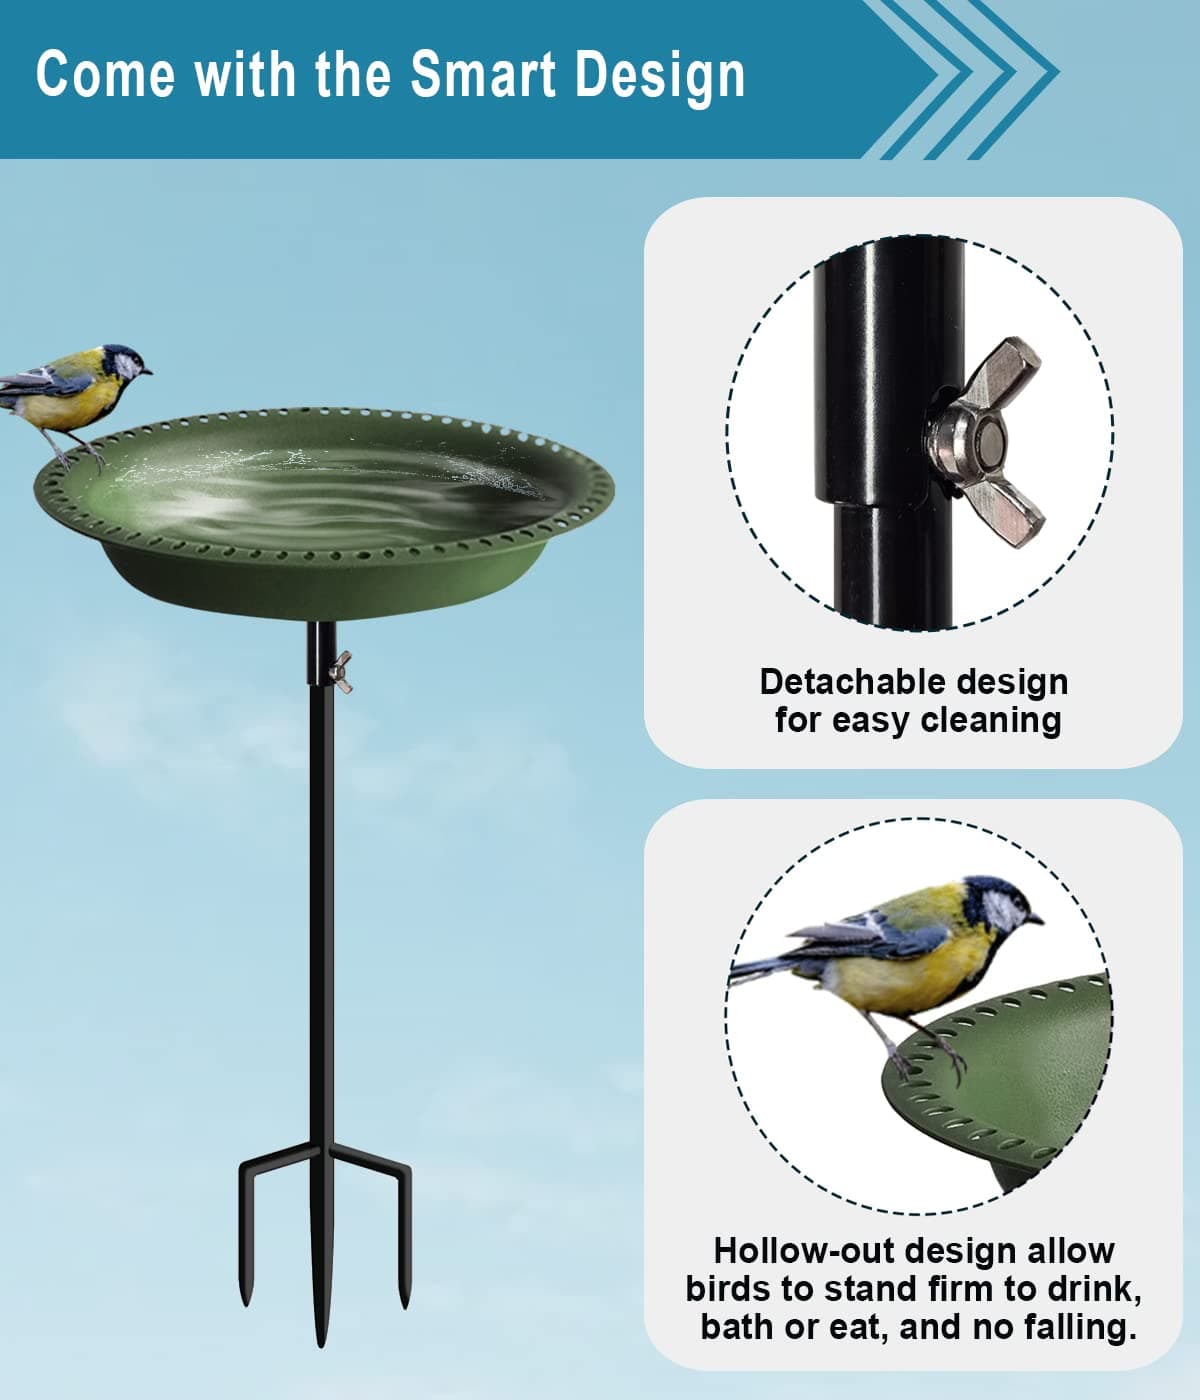 Come with the Smart Design
Detachable design
for easy cleaning
Hollow-out design allow
birds to stand firm to drink,
bath or eat, and no falling.